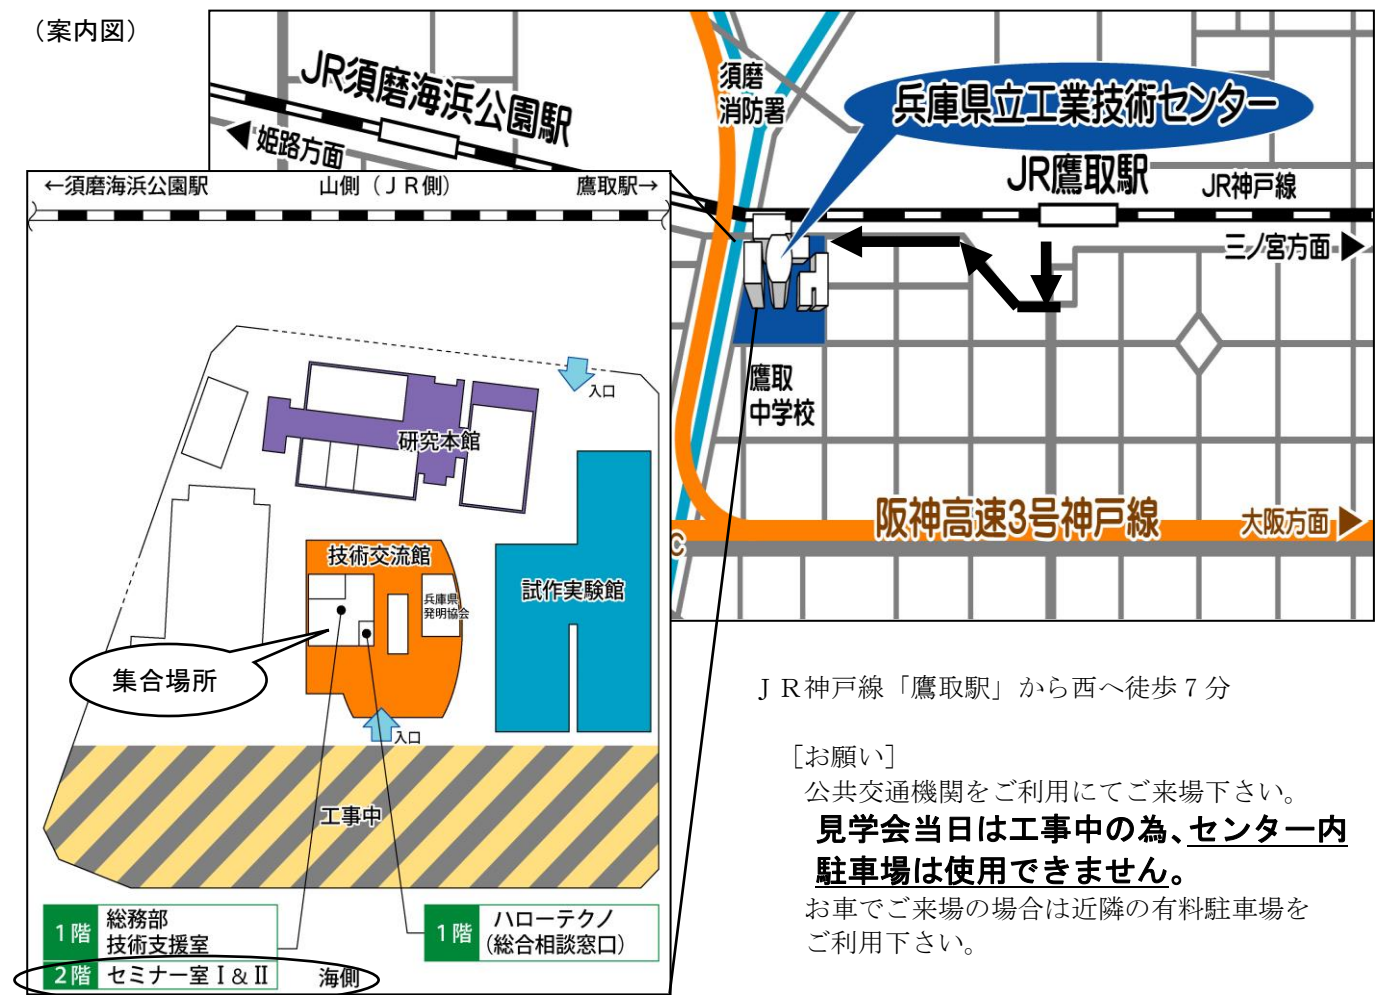 （案内図）
JR須磨海浜公園駅
◀姫路方面
須磨
消防署
兵庫県立工業技術センター
JR鷹取駅
JR神戸線
三ノ宮方面▶
鷹取
中学校
阪神高速3号神戸線
大阪方面▶
C
←須磨海浜公園駅
山側（ＪＲ側）
鷹取駅→
入口
研究本館
技術交流館
兵庫県
発明協会
試作実験館
集合場所
入口
工事中
1階
総務部
技術支援室
2階 セミナー室Ⅰ＆Ⅱ
1階
ハローテクノ
(総合相談窓口)
海側
ＪＲ神戸線「鷹取駅」から西へ徒歩７分
［お願い］
公共交通機関をご利用にてご来場下さい。
見学会当日は工事中の為、センター内
駐車場は使用できません。
お車でご来場の場合は近隣の有料駐車場を
ご利用下さい。